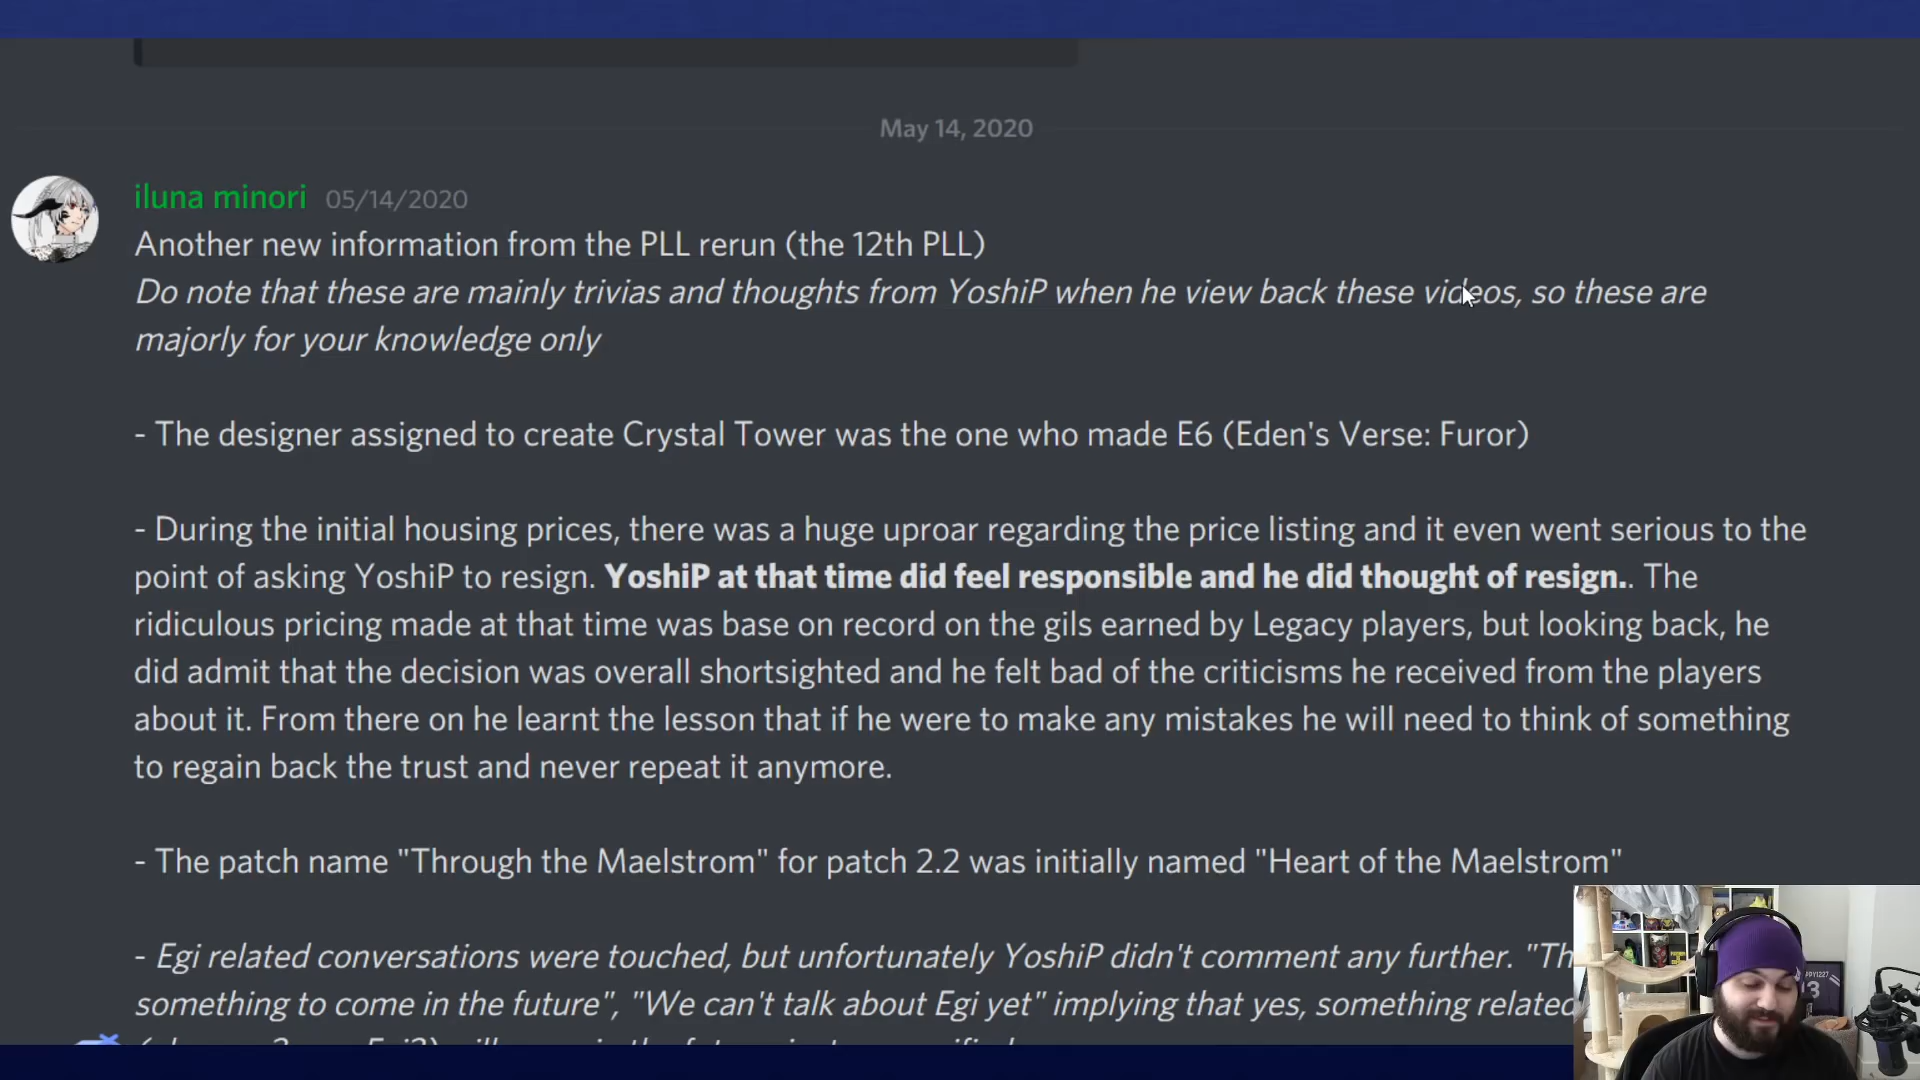 May 14, 2020
iluna minori 05/14/2020
Another new information from the PLL rerun (the 12th PLL)
Do note that these are mainly trivias and thoughts from YoshiP when he view back these videos, so these are
majorly for your knowledge only
- The designer assigned to create Crystal Tower was the one who made E6 (Eden's Verse: Furor)
- During the initial housing prices, there was a huge uproar regarding the price listing and it even went serious to the
point of asking YoshiP to resign. YoshiP at that time did feel responsible and he did thought of resign.. The
ridiculous pricing made at that time was base on record on the gils earned by Legacy players, but looking back, he
did admit that the decision was overall shortsighted and he felt bad of the criticisms he received from the players
about it. From there on he learnt the lesson that if he were to make any mistakes he will need to think of something
to regain back the trust and never repeat it anymore.
- The patch name "Through the Maelstrom" for patch 2.2 was initially named "Heart of the Maelstrom"
- Egi related conversations were touched, but unfortunately YoshiP didn't comment any further. "Th
something to come in the future", "We can't talk about Egi yet" implying that yes, something related
13